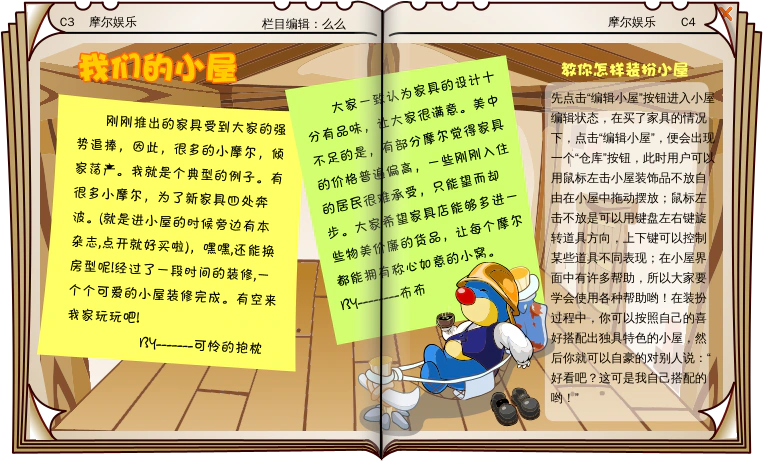 C3 摩尔娱乐
栏目编辑：么么
摩尔娱乐 C4
我们的小屋
刚刚推出的家具受到大家的强
势追捧，因此，很多的小摩尔，倾
家荡产。我就是个典型的例子。有
很多小摩尔，为了新家具四处奔
波。(就是进小屋的时候旁边有本
杂志,点开就好买啦)，嘿嘿,还能换
房型呢!经过了一段时间的装修,一
个个可爱的小屋装修完成。有空来
我家玩玩吧!
BY-------可怜的抱枕
大家一致认为家具的设计十
分有品味，让大家很满意。美中
不足的是，有部分摩尔觉得家具
的价格普遍偏高，一些刚刚入住
的居民很难承受，只能望而却
步。大家希望家具店能够多进一
些物美价廉的货品，让每个摩尔
都能拥有称心如意的小窝。
BY--------布布
教你怎样装扮小屋
先点击“编辑小屋”按钮进入小屋
编辑状态，在买了家具的情况
下，点击“编辑小屋”，便会出现
一个“仓库”按钮，此时用户可以
用鼠标左击小屋装饰品不放自
由在小屋中拖动摆放；鼠标左
击不放是可以用键盘左右键旋
转道具方向，上下键可以控制
某些道具不同表现；在小屋界
面中有许多帮助，所以大家要
学会使用各种帮助哟！在装扮
过程中，你可以按照自己的喜
好搭配出独具特色的小屋，然
后你就可以自豪的对别人说：“
好看吧？这可是我自己搭配的
哟！”